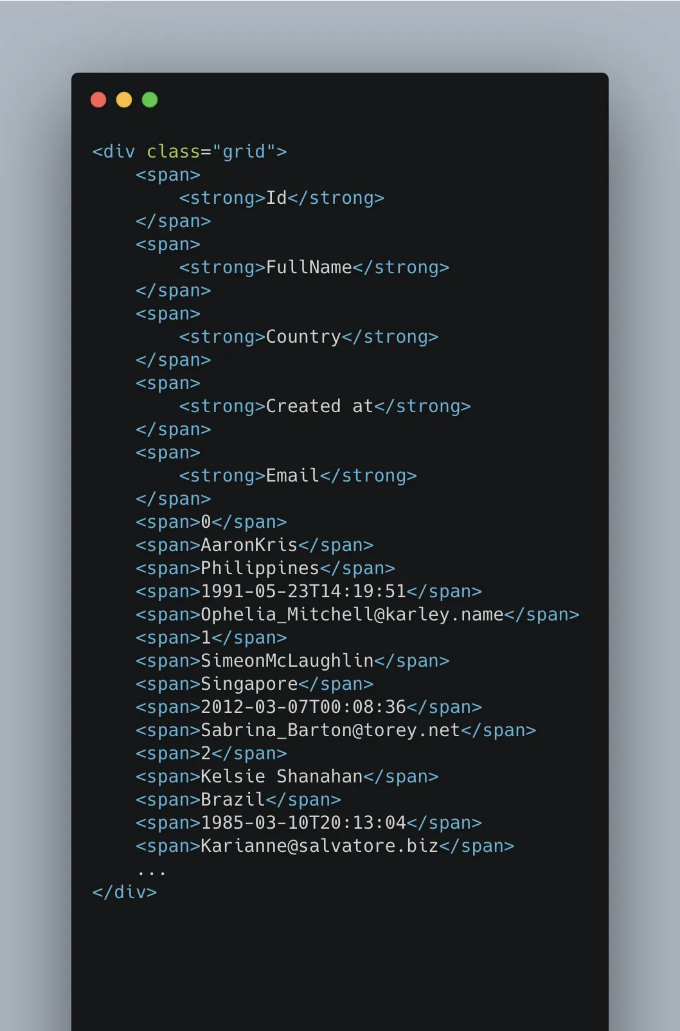 <div class="grid">
    <span>
        <strong>Id</strong>
    </span>
    <span>
        <strong>FullName</strong>
    </span>
    <span>
        <strong>Country</strong>
    </span>
    <span>
        <strong>Created at</strong>
    </span>
    <span>
        <strong>Email</strong>
    </span>
    <span>0</span>
    <span>AaronKris</span>
    <span>Philippines</span>
    <span>1991-05-23T14:19:51</span>
    <span>Ophelia_Mitchell@karley.name</span>
    <span>1</span>
    <span>SimeonMcLaughlin</span>
    <span>Singapore</span>
    <span>2012-03-07T00:08:36</span>
    <span>Sabrina_Barton@torey.net</span>
    <span>2</span>
    <span>Kelsie Shanahan</span>
    <span>Brazil</span>
    <span>1985-03-10T20:13:04</span>
    <span>Karianne@salvatore.biz</span>
    ...
</div>